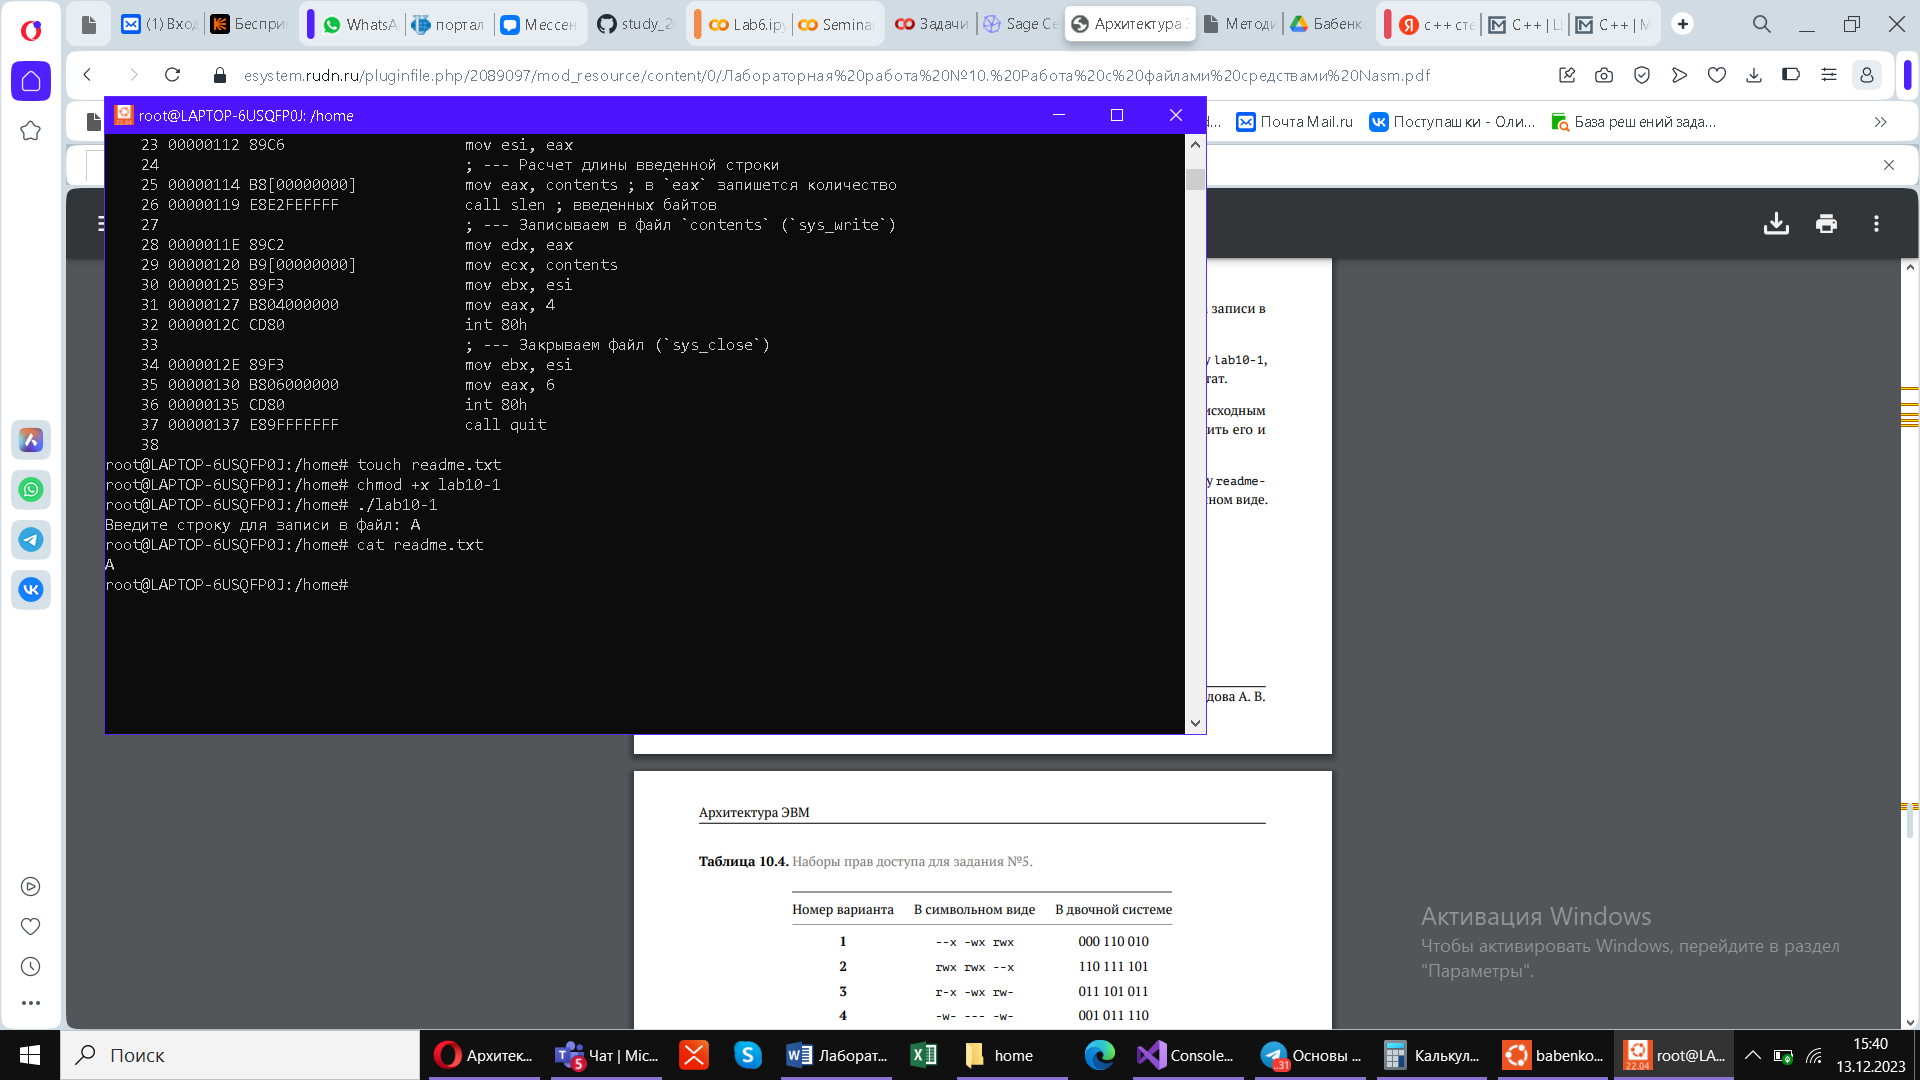 (1) Вход
Беспри
WhatsA
портал
Мессен
study_2
Lab6.ip
Semina
Задачи
Sage Ce
Архитектура
Методи
Бабенк
с++ сте
C++ | Ц
C++ | М
esystem.rudn.ru/pluginfile.php/2089097/mod_resource/content/0/Лабораторная%20работа%20№10.%20Работа%20с%20файлами%20средствами%20Nasm.pdf
d... Почта Mail.ru Поступашки - Оли... База решений зада...
root@LAPTOP-6USQFP0J: /home
23 00000112 89C6 mov esi, eax
24 ; --- Расчет длины введенной строки
25 00000114 B8[00000000] mov eax, contents ; в `eax` запишется количество
26 00000119 E8E2FEFFFF call slen ; введенных байтов
27 ; --- Записываем в файл `contents` (`sys_write`)
28 0000011E 89C2 mov edx, eax
29 00000120 B9[00000000] mov ecx, contents
30 00000125 89F3 mov ebx, esi
31 00000127 B804000000 mov eax, 4
32 0000012C CD80 int 80h
33 ; --- Закрываем файл (`sys_close`)
34 0000012E 89F3 mov ebx, esi
35 00000130 B806000000 mov eax, 6
36 00000135 CD80 int 80h
37 00000137 E89FFFFFFF call quit
38
root@LAPTOP-6USQFP0J:/home# touch readme.txt
root@LAPTOP-6USQFP0J:/home# chmod +x lab10-1
root@LAPTOP-6USQFP0J:/home# ./lab10-1
Введите строку для записи в файл: A
root@LAPTOP-6USQFP0J:/home# cat readme.txt
A
root@LAPTOP-6USQFP0J:/home#
записи в
у lab10-1,
тат.
исходным
ить его и
у readme-
ном виде.
дова А. В.
Архитектура ЭВМ
Таблица 10.4. Наборы прав доступа для задания №5.
Номер варианта В символьном виде В двочной системе
1 --x -wx rwx 000 110 010
2 rwx rwx --x 110 111 101
3 r-x -wx rw- 011 101 011
4 -w- --- -w- 001 011 110
Активация Windows
Чтобы активировать Windows, перейдите в раздел
"Параметры".
Поиск
Архитек...
5
Чат | Mic...
Лаборат...
home
Console...
..31
Основы ...
Калькул...
babenko...
22.04
root@LA...
15:40
13.12.2023